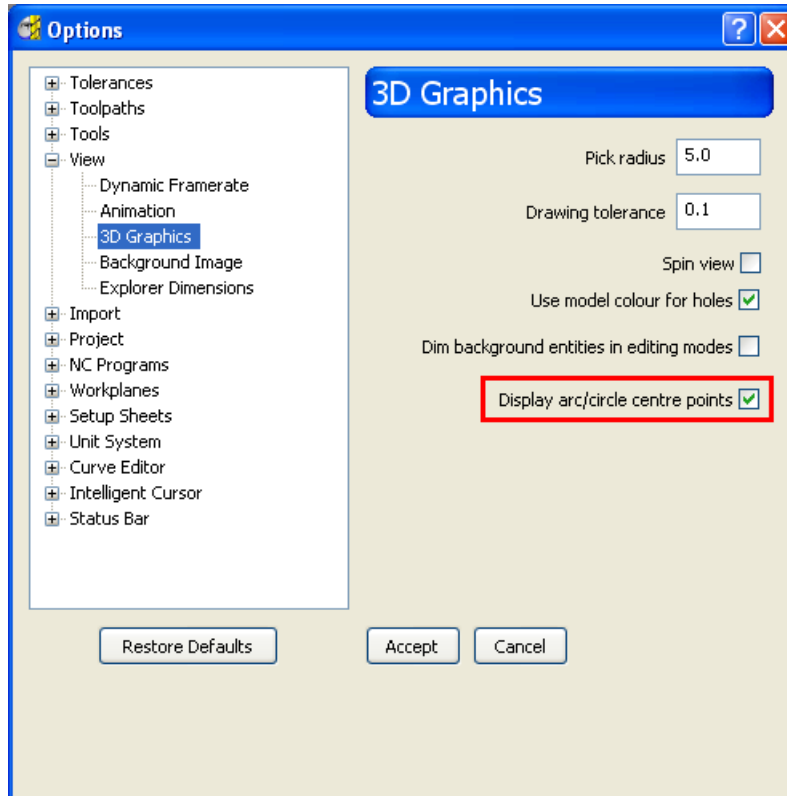 Options
Tolerances
Toolpaths
Tools
View
Dynamic Framerate
Animation
3D Graphics
Background Image
Explorer Dimensions
Import
Project
NC Programs
Workplanes
Setup Sheets
Unit System
Curve Editor
Intelligent Cursor
Status Bar
3D Graphics
Pick radius 5.0
Drawing tolerance 0.1
Spin view
Use model colour for holes
Dim background entities in editing modes
Display arc/circle centre points
Restore Defaults Accept Cancel